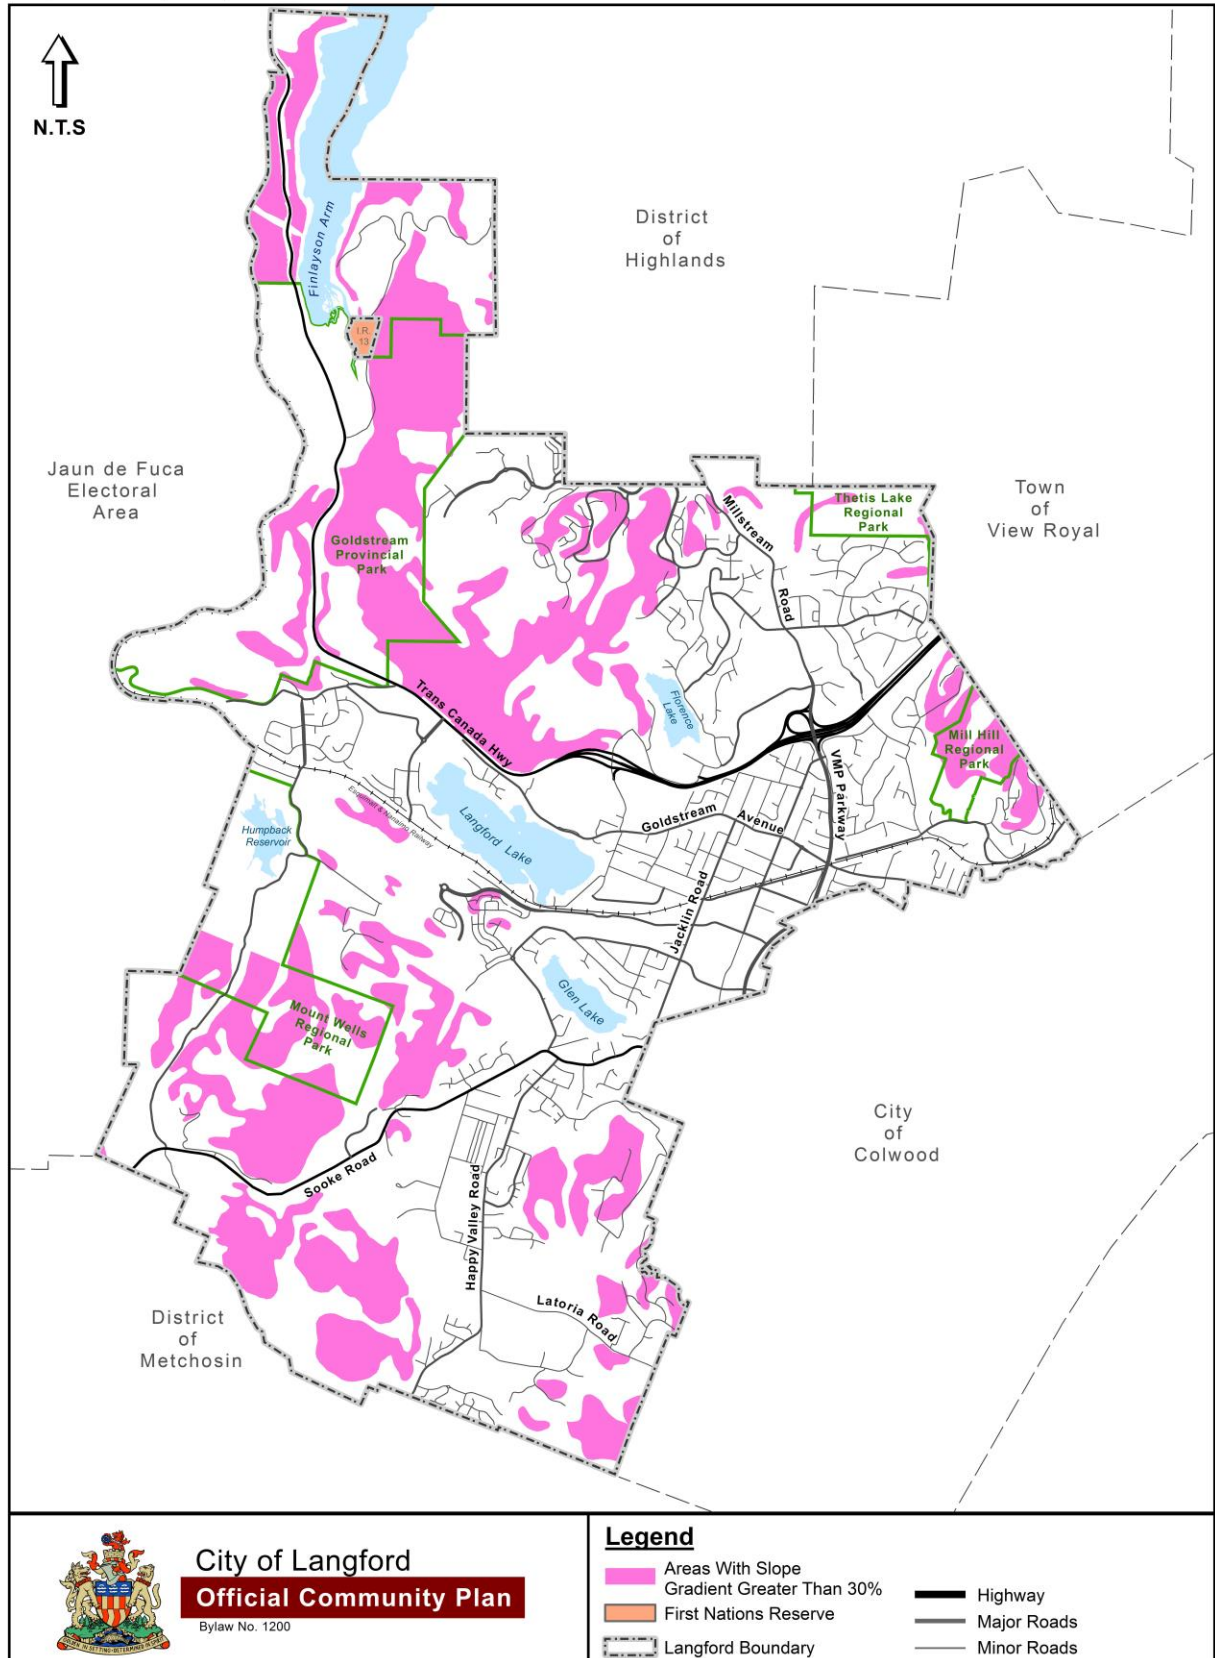 N.T.S
District
of
Highlands
Finlayson Arm
I.R.
13
Jaun de Fuca
Electoral
Area
Goldstream
Provincial
Park
Millstream
Road
Thetis Lake
Regional
Park
Town
of
View Royal
Trans Canada Hwy
Florence
Lake
Mill Hill
Regional
Park
VMP Parkway
Humpback
Reservoir
Esquimalt & Nanaimo Railway
Langford Lake
Goldstream
Avenue
Jacklin Road
Glen Lake
Mount Wells
Regional
Park
Sooke Road
Happy Valley Road
City
of
Colwood
Latoria Road
District
of
Metchosin
City of Langford
Official Community Plan
Bylaw No. 1200
Legend
Areas With Slope
Gradient Greater Than 30%
First Nations Reserve
Langford Boundary
Highway
Major Roads
Minor Roads